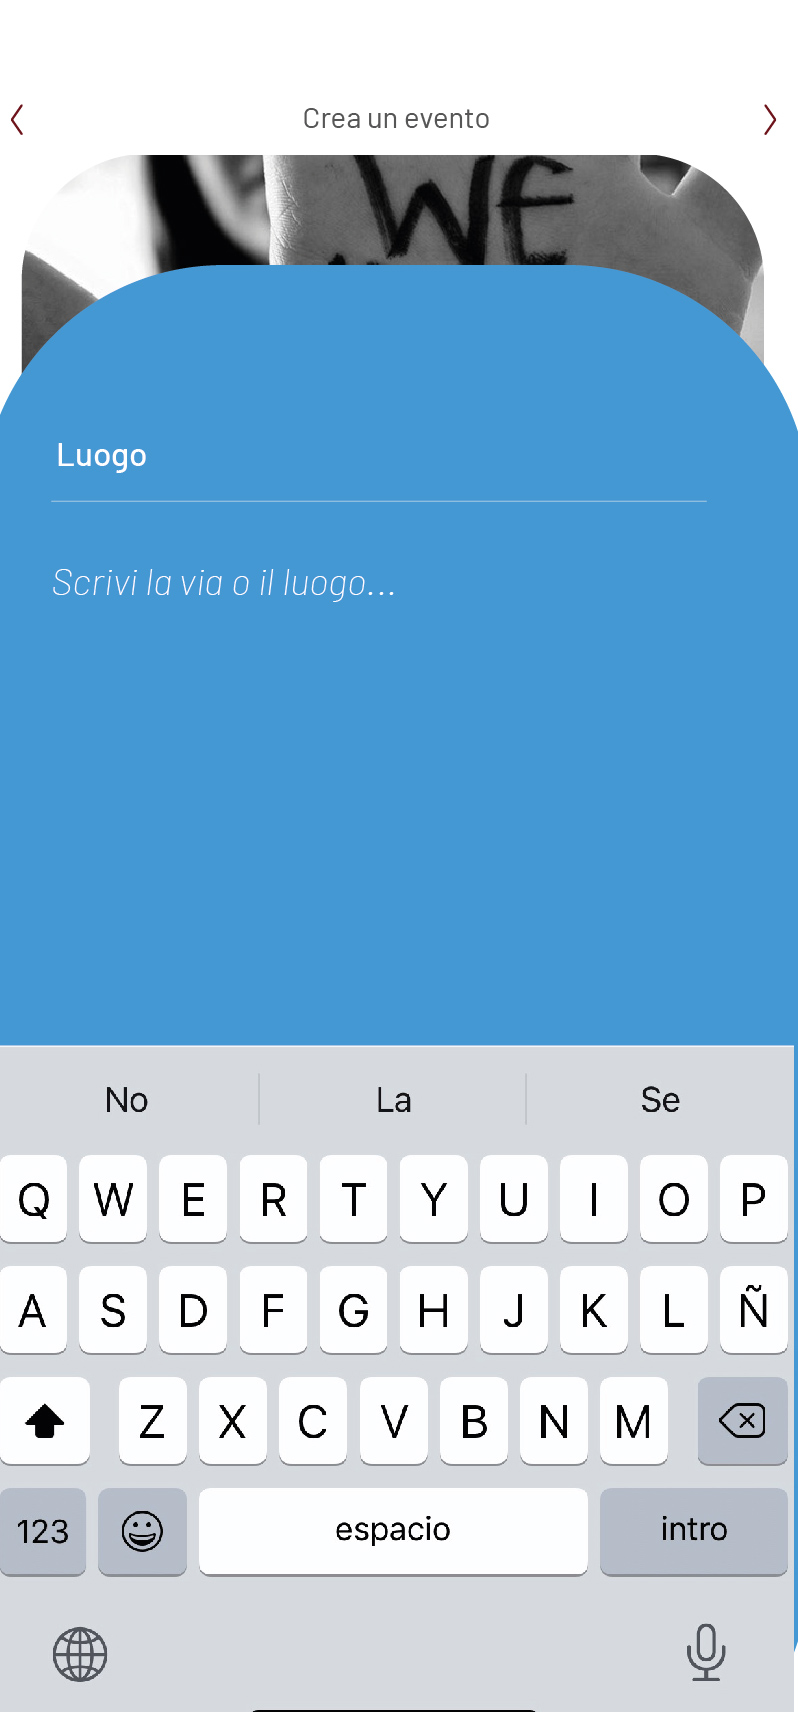 Crea un evento
WE
Luogo
Scrivi la via o il luogo...
No La Se
Q W E R T Y U I O P
A S D F G H J K L Ñ
Z X C V B N M
123 espacio intro